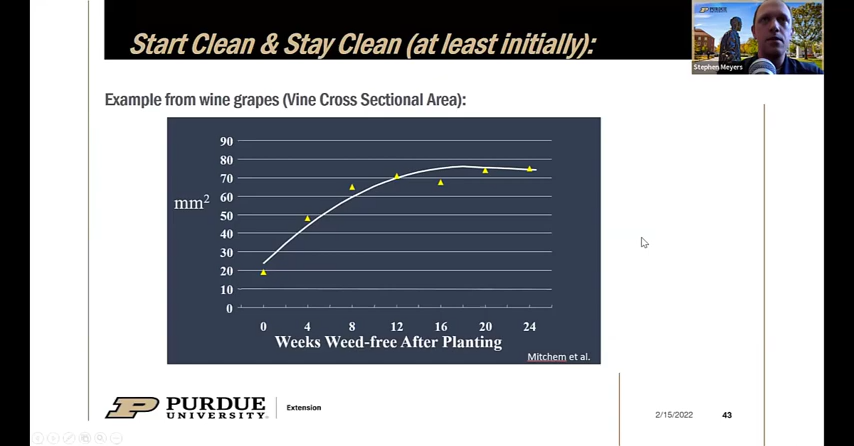 Start Clean & Stay Clean (at least initially):
PURDUE
UNIVERSITY
Stephen Meyers
Example from wine grapes (Vine Cross Sectional Area):
90
80
70
mm²
60
50
40
30
20
10
0
0 4 8 12 16 20 24
Weeks Weed-free After Planting
Mitchem et al.
PURDUE
UNIVERSITY®
Extension
2/15/2022
43